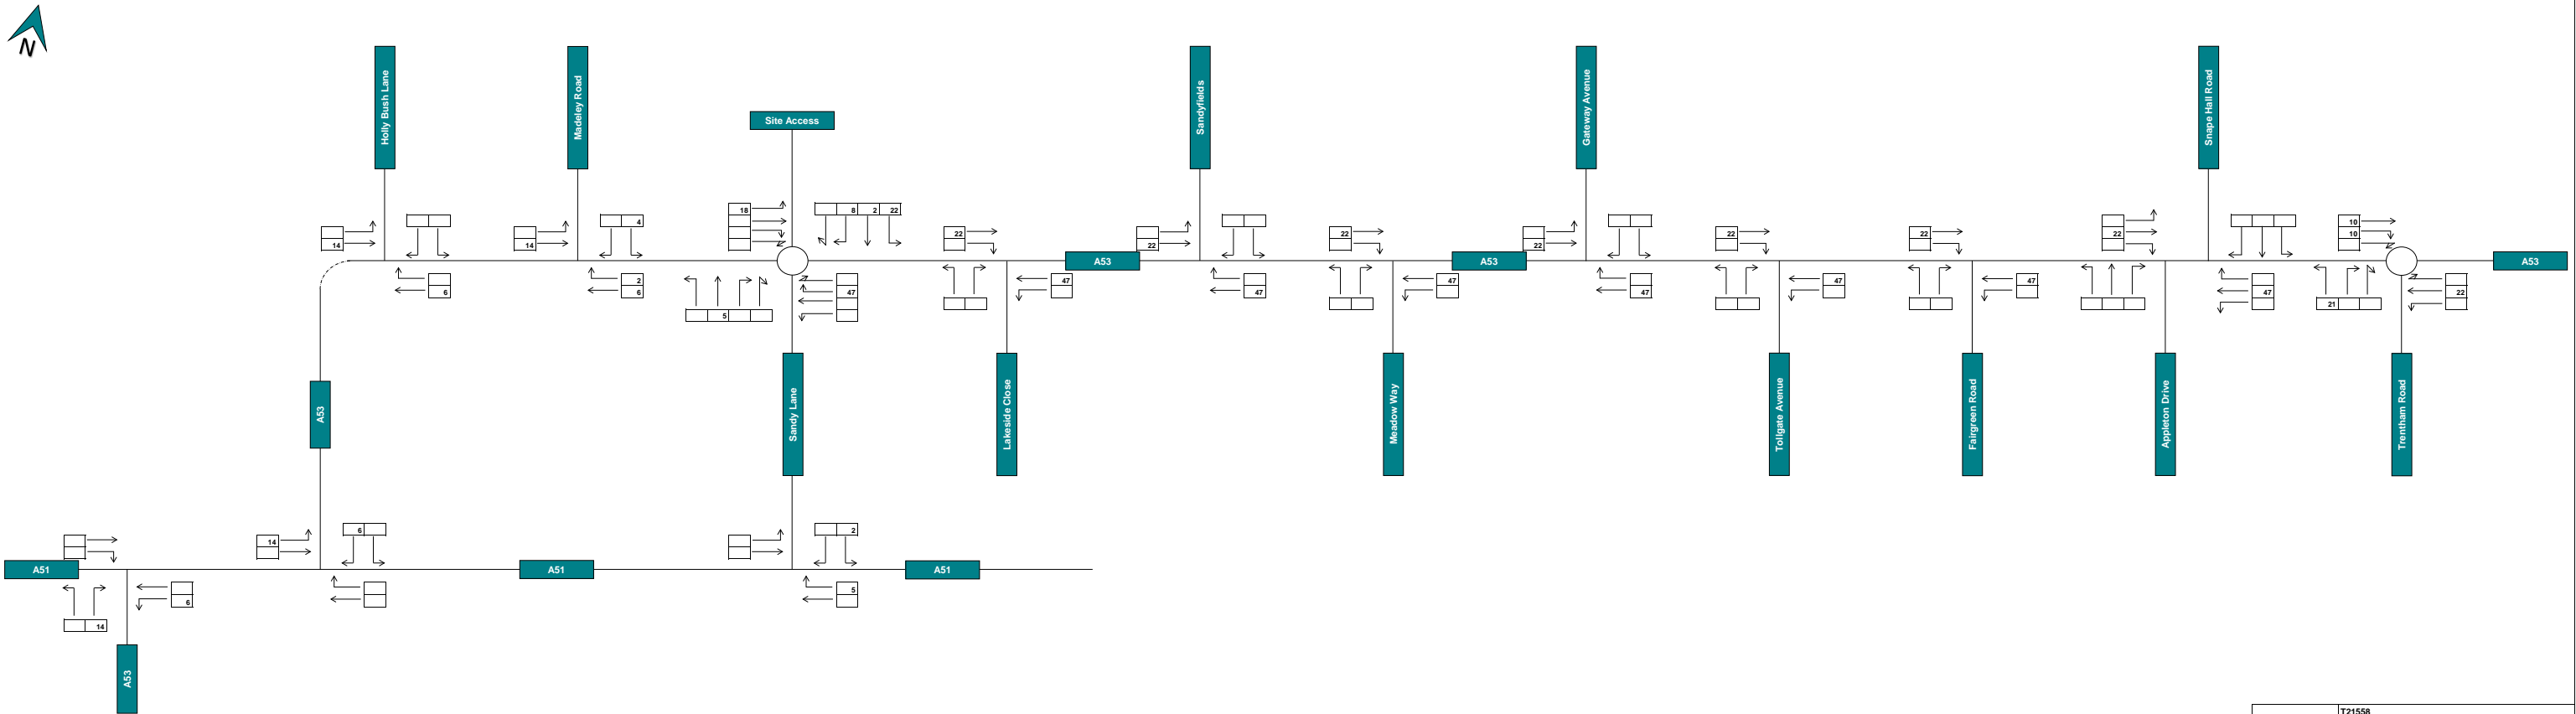 N
Holly Bush Lane
Madeley Road
Site Access
Sandyfields
Gateway Avenue
Snape Hall Road
14
6
14
4
2
6
18
8 2 22
5
47
22
47
A53
22
47
22
47
A53
22
47
22
47
22
47
22
47
10
10
21
22
A53
A53
Sandy Lane
Lakeside Close
Meadow Way
Tollgate Avenue
Fairgreen Road
Appleton Drive
Trentham Road
A51
14
6
14
6
A51
2
5
A51
A53
T21558